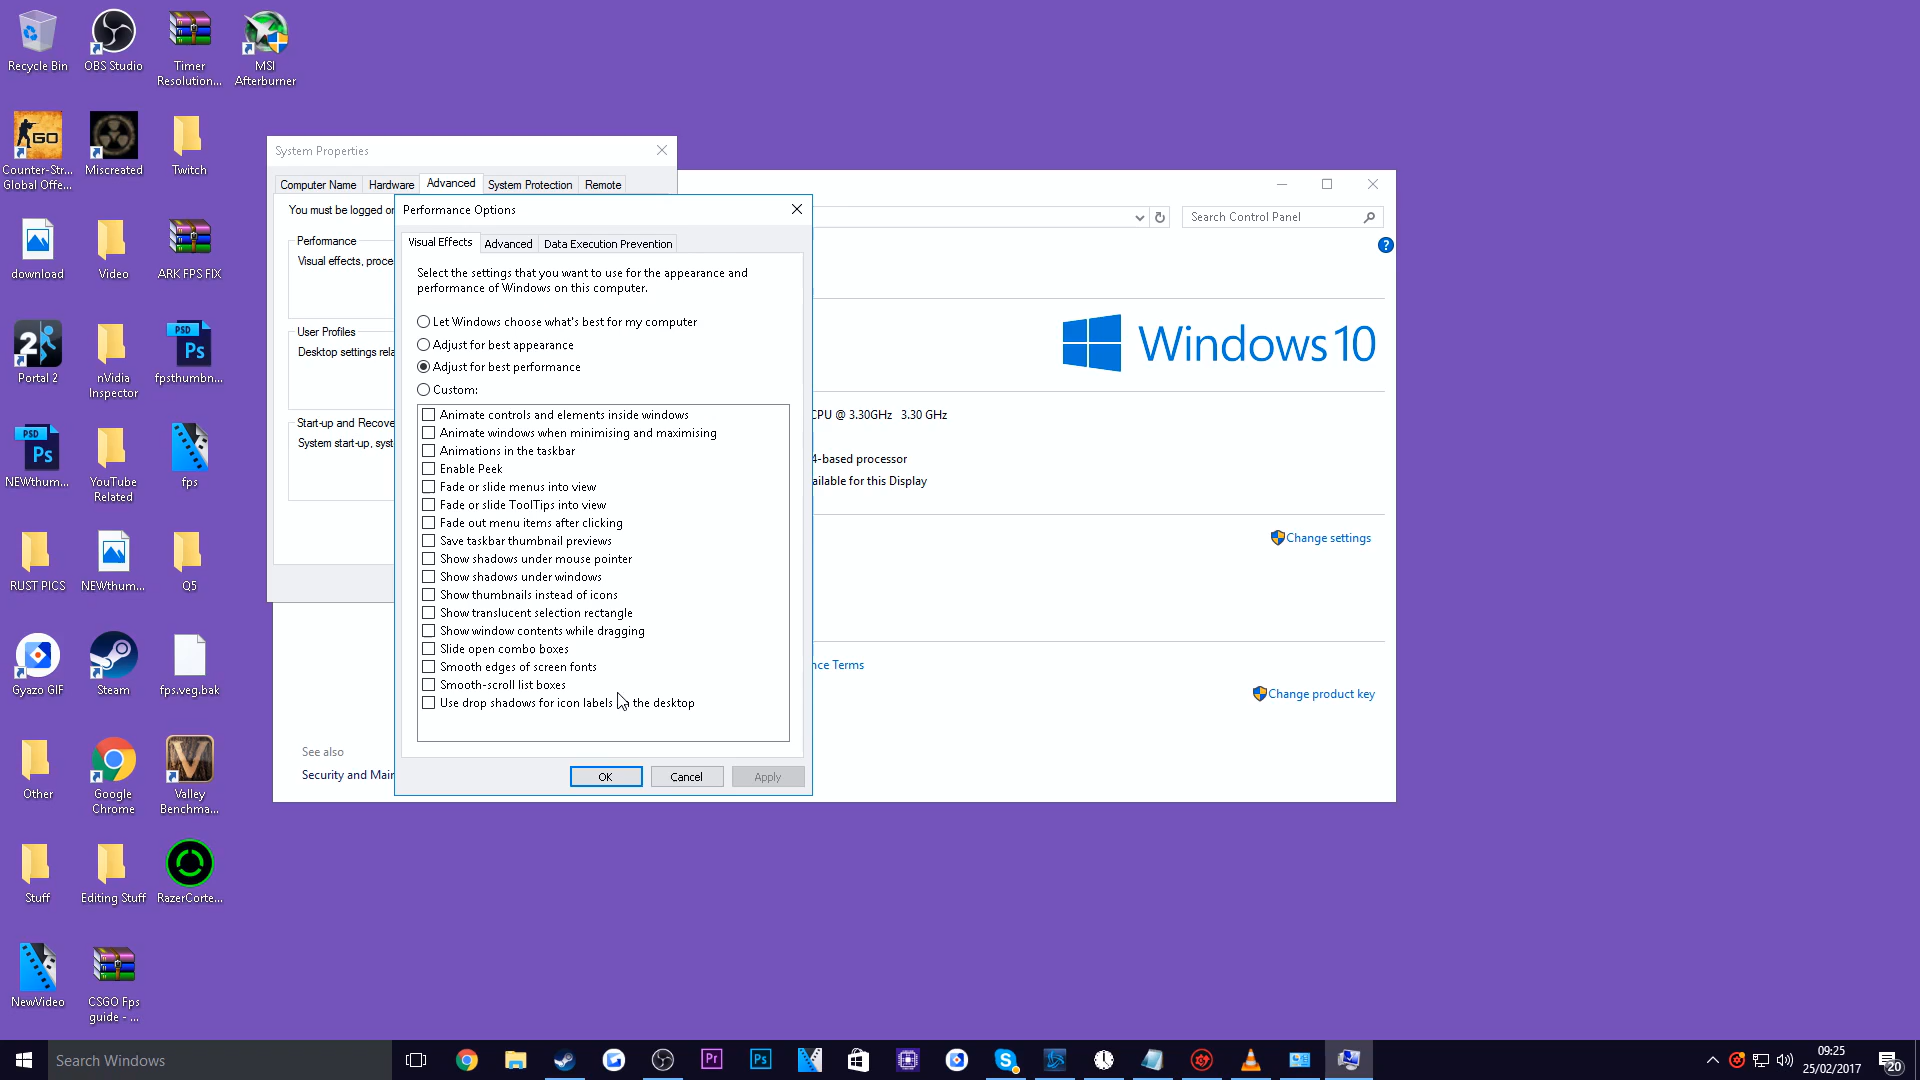 Recycle Bin
OBS Studio
Timer
Resolution...
MSI
Afterburner
GO
Counter-Str...
Global Offe...
Miscreated
Twitch
download
Video
ARK FPS FIX
2
Portal 2
nVidia
Inspector
PSD
Ps
fpsthumbn...
PSD
Ps
NEWthum...
YouTube
Related
fps
RUST PICS
NEWthum...
Q5
Gyazo GIF
Steam
fps.veg.bak
Other
Google
Chrome
V
Valley
Benchma...
Stuff
Editing Stuff
RazerCorte...
NewVideo
CSGO Fps
guide - ...
System Properties
Computer Name
Hardware
Advanced
System Protection
Remote
You must be logged or
Performance
Visual effects, proce
User Profiles
Desktop settings rela
Start-up and Recove
System start-up, syst
Performance Options
Visual Effects
Advanced
Data Execution Prevention
Select the settings that you want to use for the appearance and
performance of Windows on this computer.
Let Windows choose what's best for my computer
Adjust for best appearance
Adjust for best performance
Custom:
Animate controls and elements inside windows
Animate windows when minimising and maximising
Animations in the taskbar
Enable Peek
Fade or slide menus into view
Fade or slide ToolTips into view
Fade out menu items after clicking
Save taskbar thumbnail previews
Show shadows under mouse pointer
Show shadows under windows
Show thumbnails instead of icons
Show translucent selection rectangle
Show window contents while dragging
Slide open combo boxes
Smooth edges of screen fonts
Smooth-scroll list boxes
Use drop shadows for icon labels the desktop
OK
Cancel
Apply
Search Control Panel
?
Windows 10
CPU @ 3.30GHz 3.30 GHz
4-based processor
ailable for this Display
Change settings
nce Terms
Change product key
See also
Security and Mair
Search Windows
Pr
Ps
09:25
25/02/2017
20